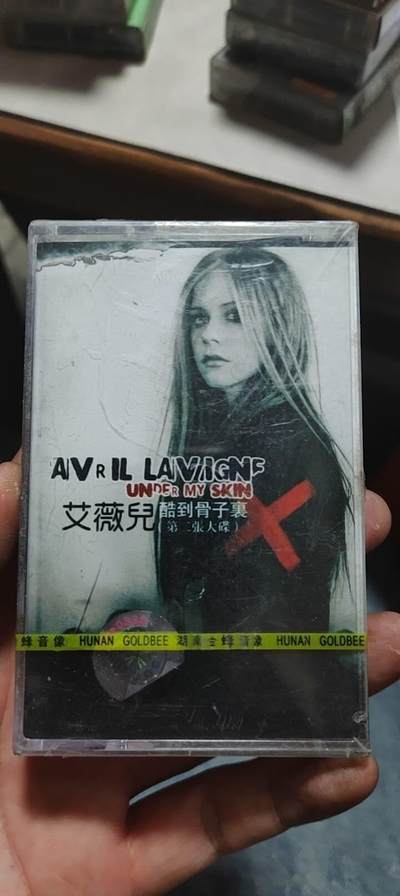 AVRIL LAVIGNE
UNDER MY SKIN
艾薇兒 酷到骨子裏
(第二張大碟)
蜂音像 HUNAN GOLDBEE 湖南金蜂音像 HUNAN GOLDBEE